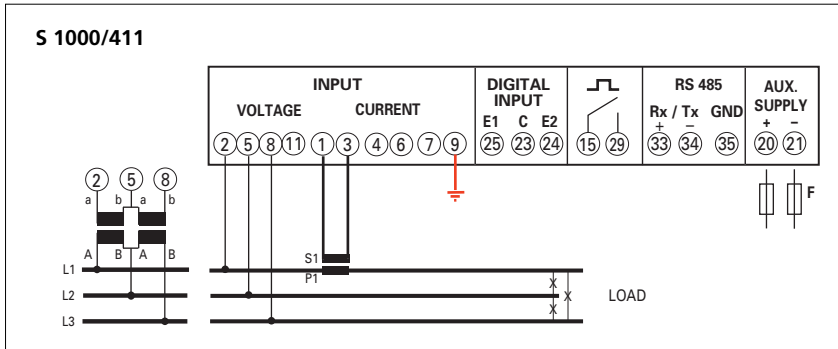 S 1000/411
INPUT
DIGITAL
INPUT
RS 485
AUX.
SUPPLY
VOLTAGE CURRENT
E1 C E2
Rx / Tx GND
+ − + −
2 5 8 11 1 3 4 6 7 9 25 23 24 15 29 33 34 35 20 21
2 5 8
a b a b
F
A B A B
S1
P1
L1
L2
L3
X
X
X
LOAD